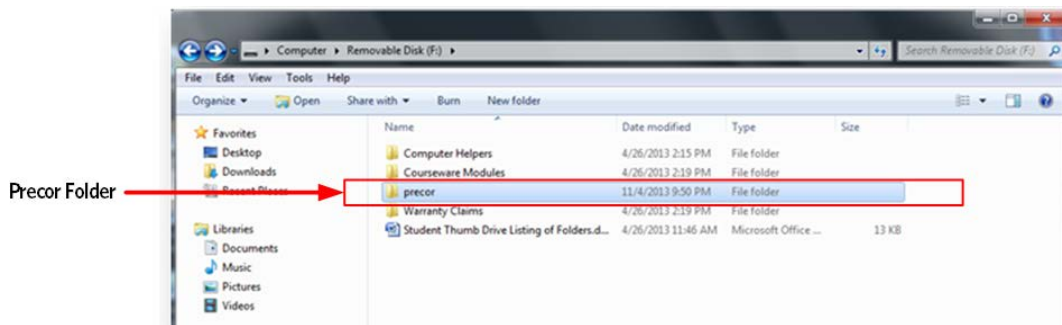 Computer ▸ Removable Disk (F:) ▸ Search Removable Disk (F:)
File Edit View Tools Help
Organize Open Share with Burn New folder
Name Date modified Type Size
Favorites
Desktop
Downloads
Recent Places
Libraries
Documents
Music
Pictures
Videos
Computer Helpers 4/26/2013 2:15 PM File folder
Courseware Modules 4/26/2013 2:19 PM File folder
precor 11/4/2013 9:50 PM File folder
Warranty Claims 4/26/2013 2:19 PM File folder
Student Thumb Drive Listing of Folders.d... 4/26/2013 11:46 AM Microsoft Office ... 13 KB
Precor Folder